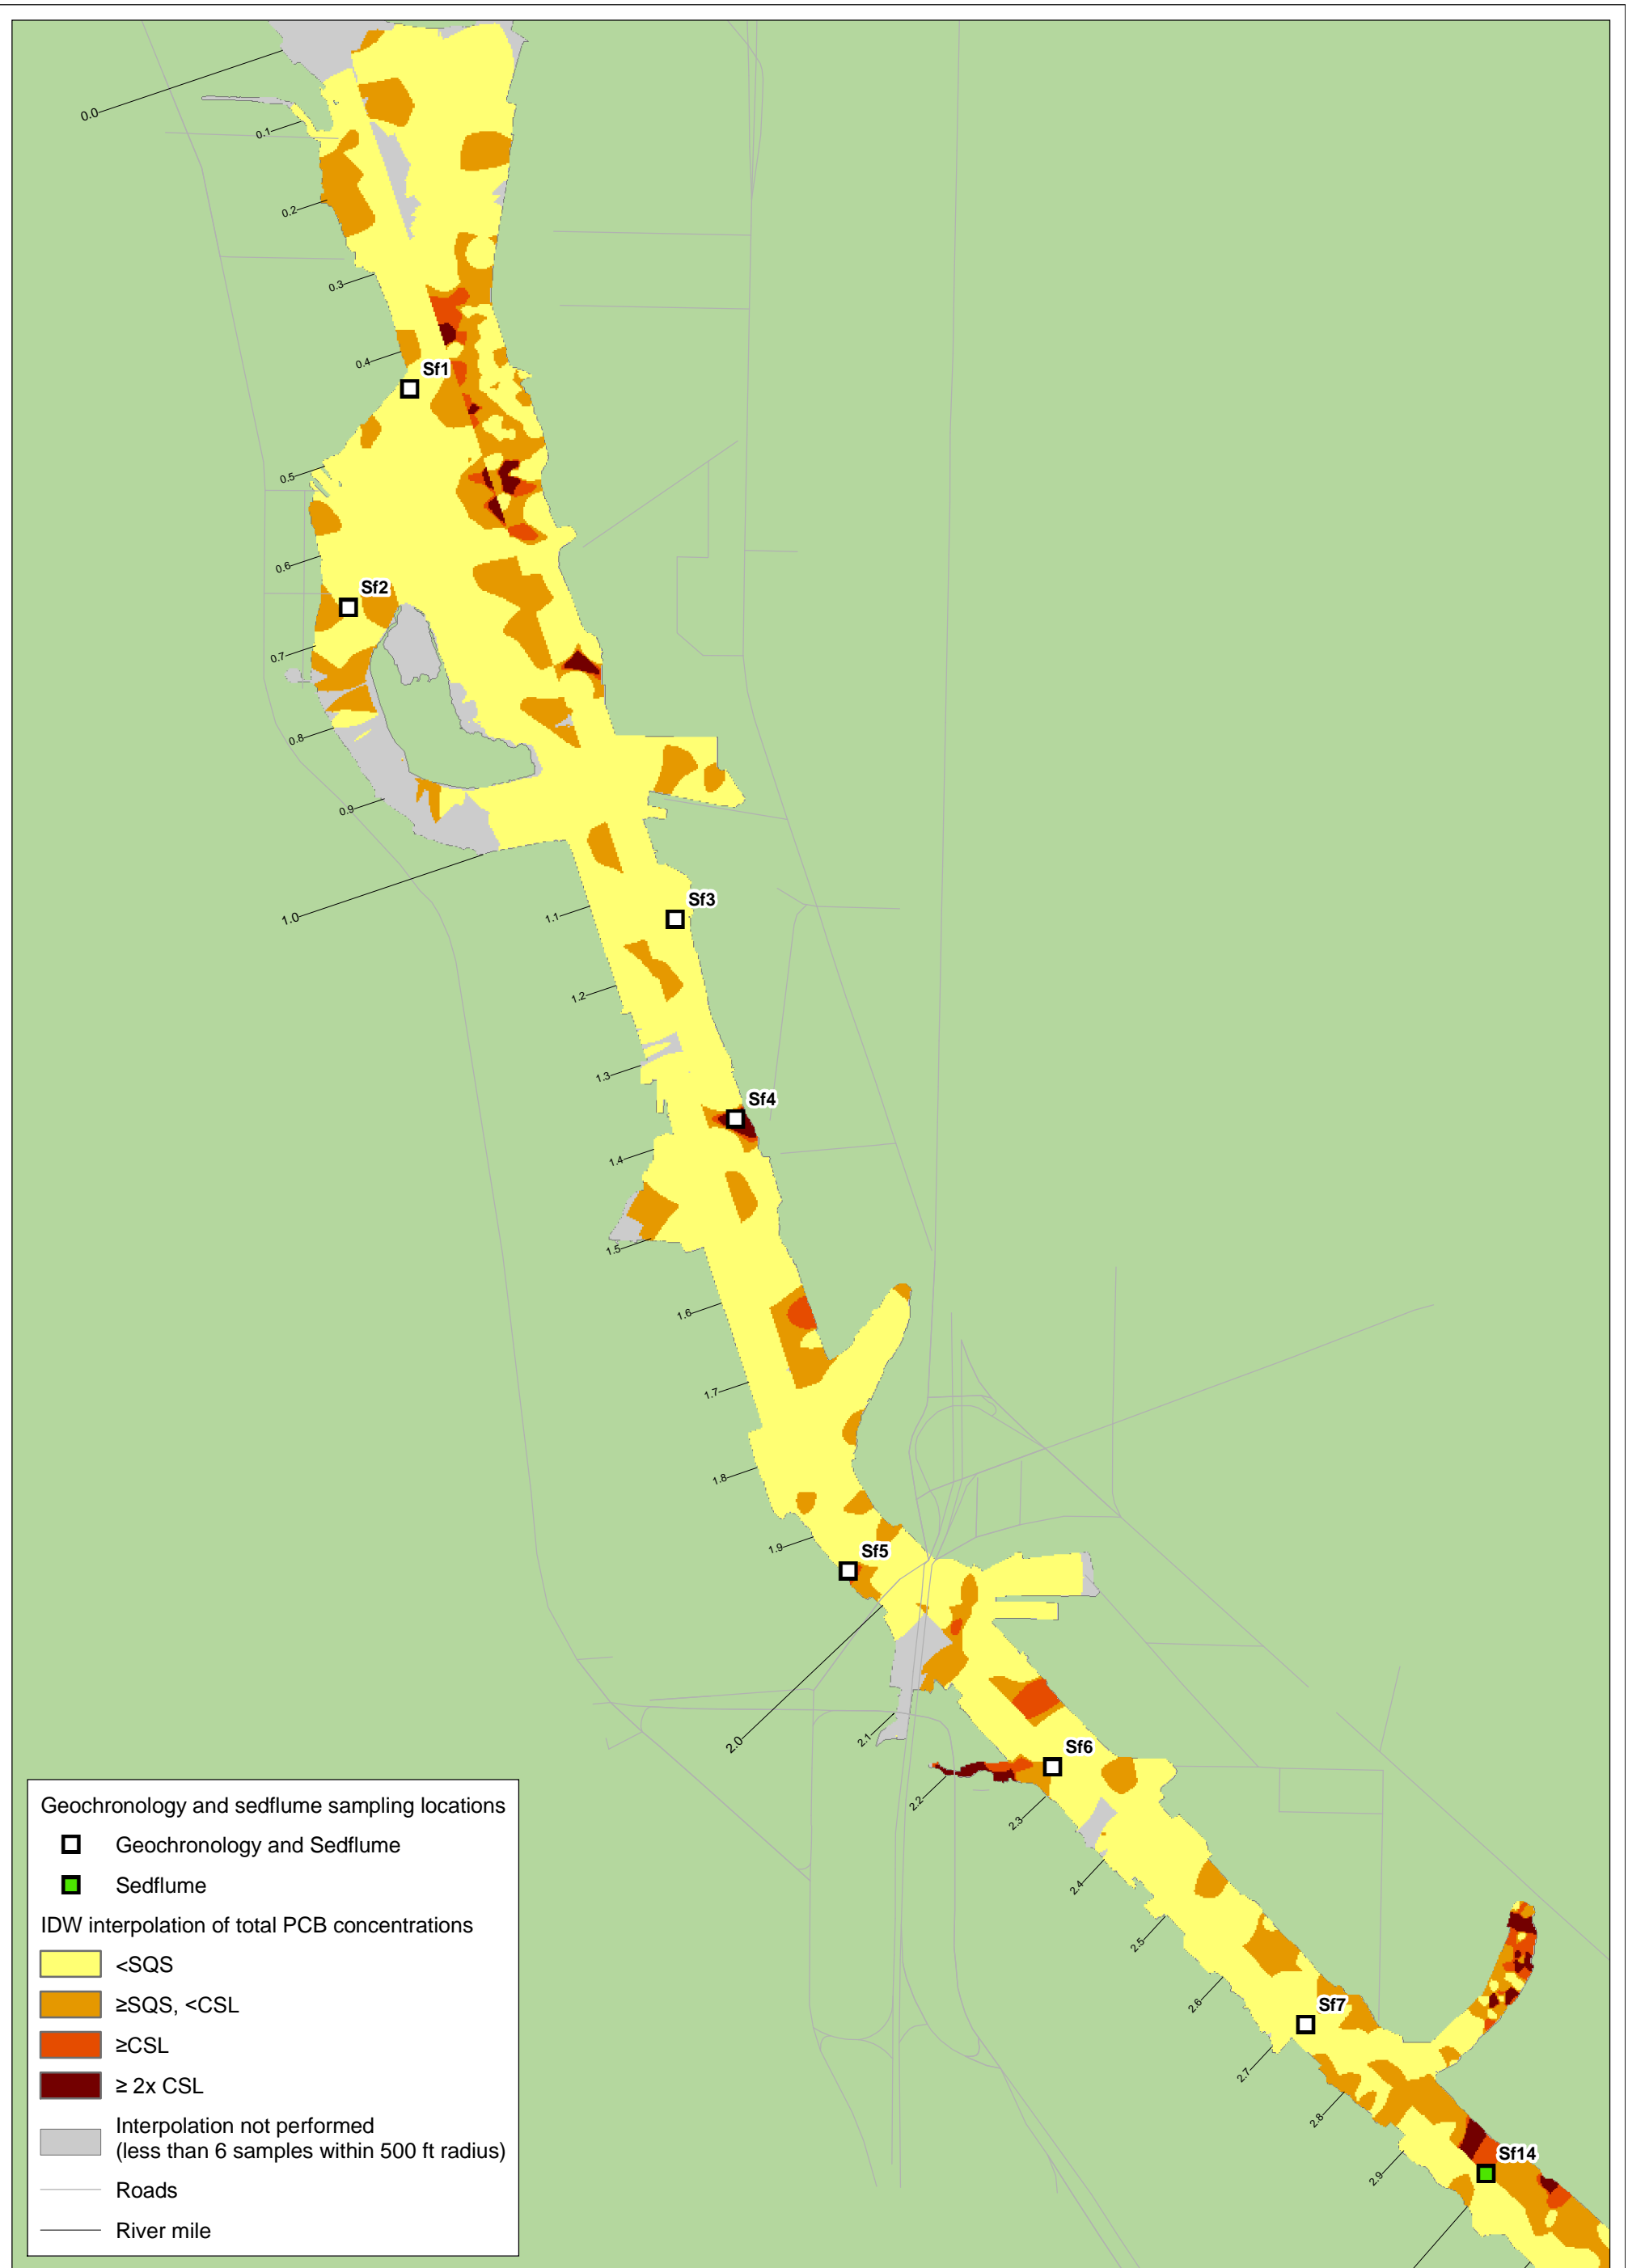 0.0
0.1
0.2
0.3
0.4
Sf1
0.5
0.6
Sf2
0.7
0.8
0.9
1.0
Sf3
1.1
1.2
1.3
Sf4
1.4
1.5
1.6
1.7
1.8
1.9
Sf5
2.0
2.1
Sf6
2.2
2.3
2.4
2.5
2.6
Sf7
2.7
2.8
2.9
Sf14
Geochronology and sedflume sampling locations
Geochronology and Sedflume
Sedflume
IDW interpolation of total PCB concentrations
<SQS
≥SQS, <CSL
≥CSL
≥ 2x CSL
Interpolation not performed
(less than 6 samples within 500 ft radius)
Roads
River mile